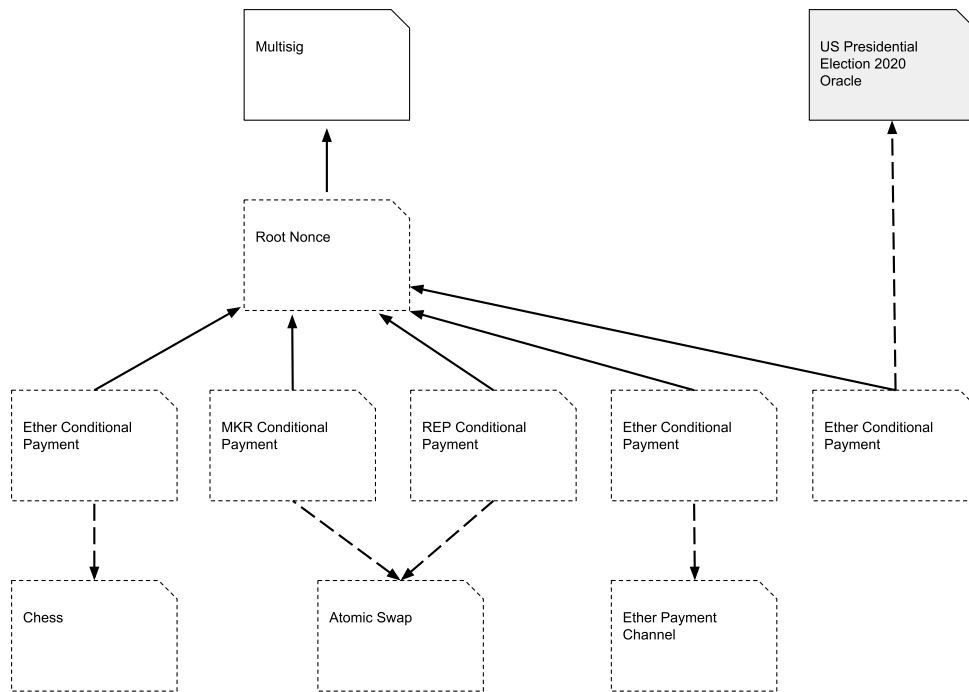 Multisig
US Presidential
Election 2020
Oracle
Root Nonce
Ether Conditional
Payment
MKR Conditional
Payment
REP Conditional
Payment
Ether Conditional
Payment
Ether Conditional
Payment
Chess
Atomic Swap
Ether Payment
Channel